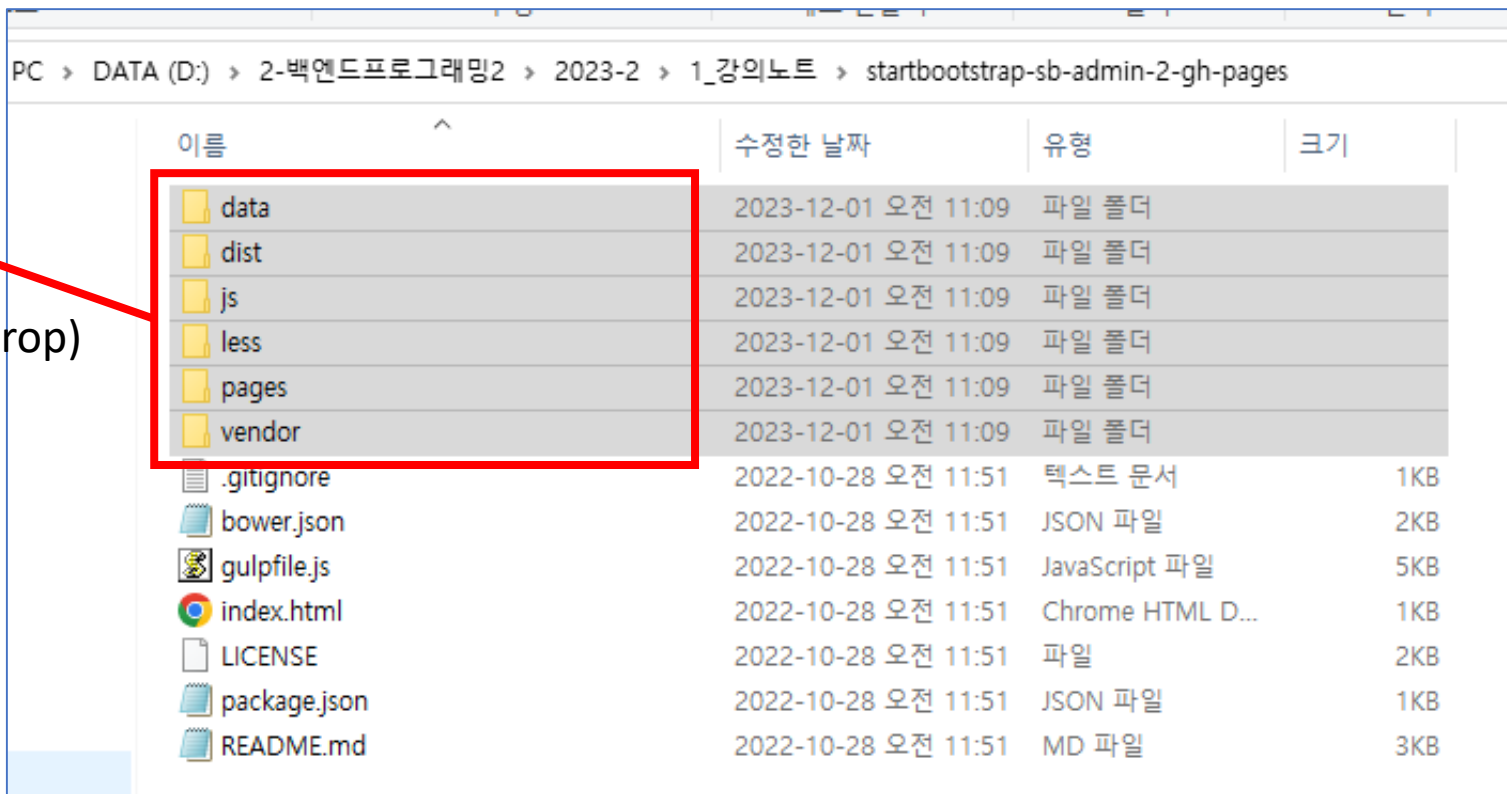 PC > DATA (D:) > 2-백엔드프로그래밍2 > 2023-2 > 1_강의노트 > startbootstrap-sb-admin-2-gh-pages
이름 수정한 날짜 유형 크기
data 2023-12-01 오전 11:09 파일 폴더
dist 2023-12-01 오전 11:09 파일 폴더
js 2023-12-01 오전 11:09 파일 폴더
rop)
less 2023-12-01 오전 11:09 파일 폴더
pages 2023-12-01 오전 11:09 파일 폴더
vendor 2023-12-01 오전 11:09 파일 폴더
.gitignore 2022-10-28 오전 11:51 텍스트 문서 1KB
bower.json 2022-10-28 오전 11:51 JSON 파일 2KB
gulpfile.js 2022-10-28 오전 11:51 JavaScript 파일 5KB
index.html 2022-10-28 오전 11:51 Chrome HTML D... 1KB
LICENSE 2022-10-28 오전 11:51 파일 2KB
package.json 2022-10-28 오전 11:51 JSON 파일 1KB
README.md 2022-10-28 오전 11:51 MD 파일 3KB